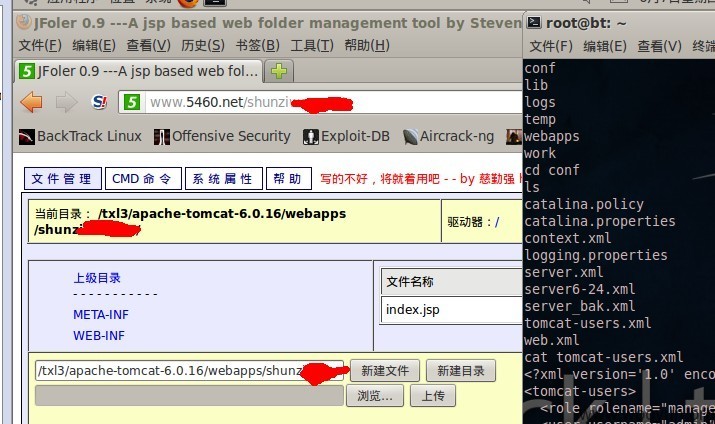 JFoler 0.9 ---A jsp based web folder management tool by Steven
文件(F) 编辑(E) 查看(V) 历史(S) 书签(B) 工具(T) 帮助(H)
JFoler 0.9 ---A jsp based web fol...
www.5460.net/shunzi
BackTrack Linux Offensive Security Exploit-DB Aircrack-ng
文件管理 CMD命令 系统属性 帮助 写的不好，将就着用吧 - - by 慈勤强 h
当前目录： /txl3/apache-tomcat-6.0.16/webapps
/shunzi
驱动器：/
上级目录
- - - - - - - - - - -
META-INF
WEB-INF
文件名称
index.jsp
/txl3/apache-tomcat-6.0.16/webapps/shunz 新建文件 新建目录
浏览... 上传
root@bt: ~
文件(F) 编辑(E) 查看(V) 终端
conf
lib
logs
temp
webapps
work
cd conf
ls
catalina.policy
catalina.properties
context.xml
logging.properties
server.xml
server6-24.xml
server_bak.xml
tomcat-users.xml
web.xml
cat tomcat-users.xml
<?xml version='1.0' enco
<tomcat-users>
<role rolename="manage
<user username="admin"